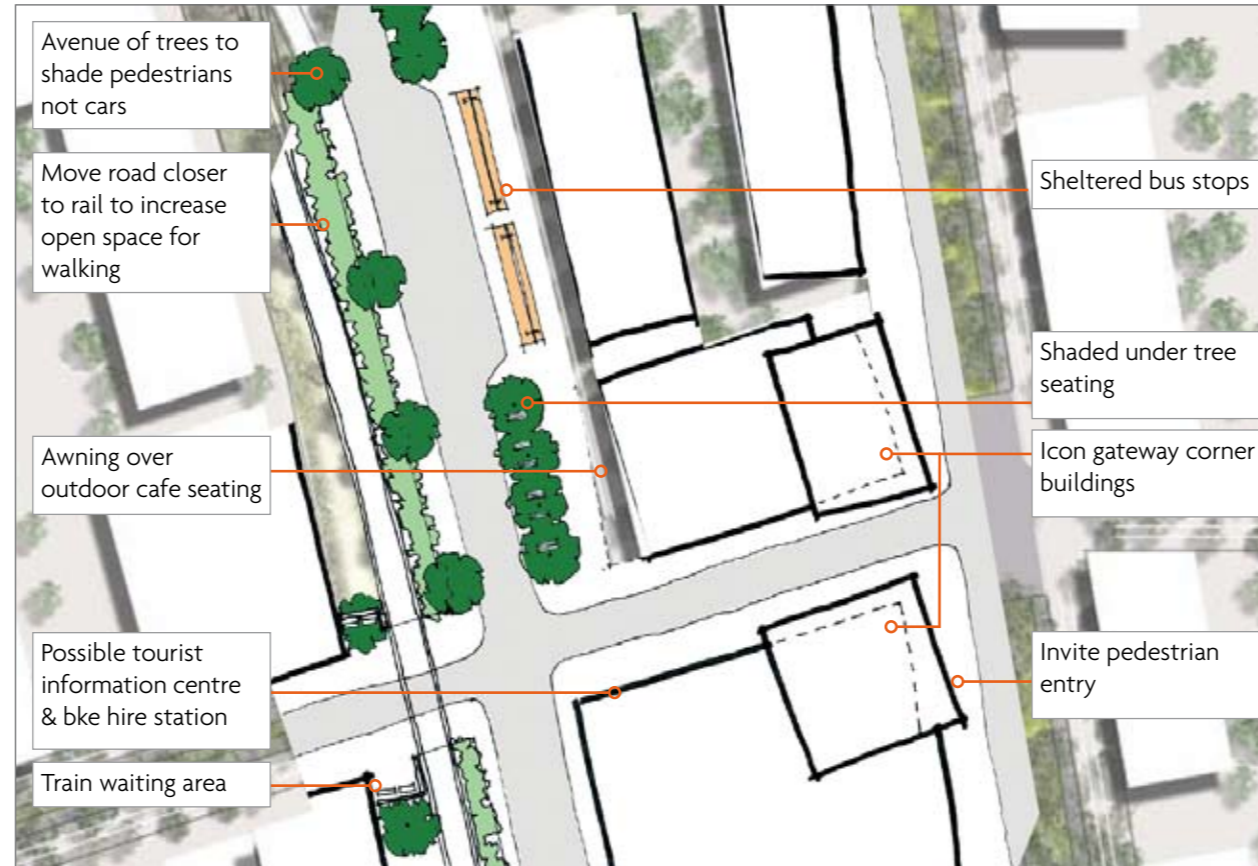 Avenue of trees to
shade pedestrians
not cars
Move road closer
to rail to increase
open space for
walking
Awning over
outdoor cafe seating
Possible tourist
information centre
& bke hire station
Train waiting area
Sheltered bus stops
Shaded under tree
seating
Icon gateway corner
buildings
Invite pedestrian
entry